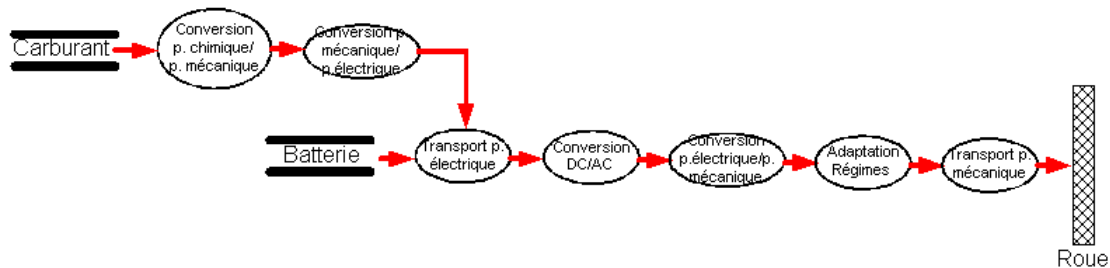 Carburant
Conversion
p. chimique/
p. mécanique
Conversion p.
mécanique/
p.électrique
Batterie
Transport p.
électrique
Conversion
DC/AC
Conversion
p.électrique/p.
mécanique
Adaptation
Régimes
Transport p.
mécanique
Roue